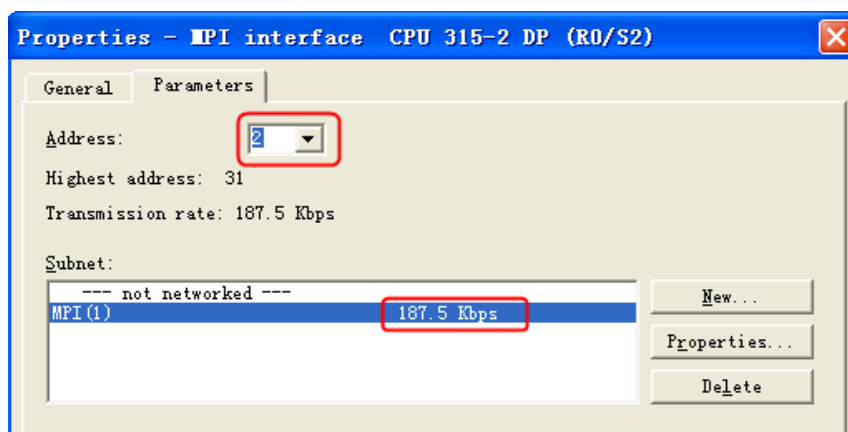 Properties - MPI interface CPU 315-2 DP (R0/S2)
General Parameters
Address: 2
Highest address: 31
Transmission rate: 187.5 Kbps
Subnet:
--- not networked ---
MPI(1) 187.5 Kbps
New...
Properties...
Delete